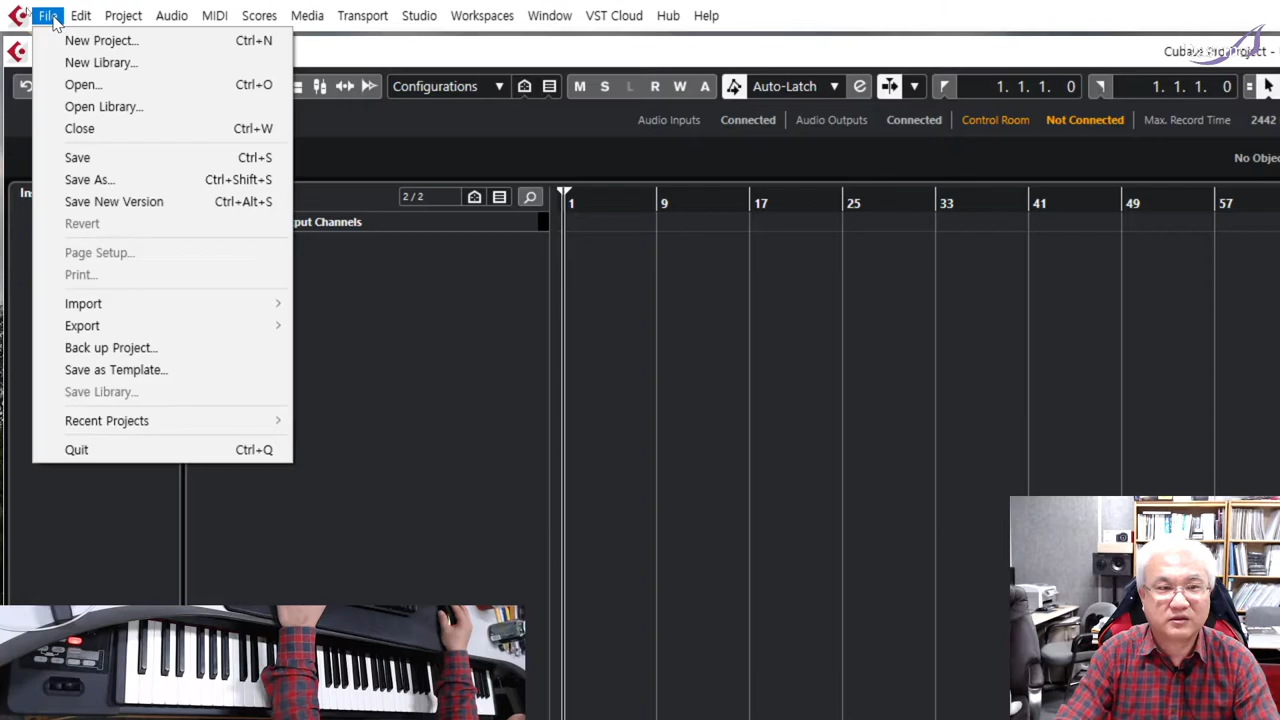 File Edit Project Audio MIDI Scores Media Transport Studio Workspaces Window VST Cloud Hub Help
New Project... Ctrl+N
New Library...
Open... Ctrl+O
Open Library...
Close Ctrl+W
Save Ctrl+S
Save As... Ctrl+Shift+S
Save New Version Ctrl+Alt+S
Revert
Page Setup...
Print...
Import
Export
Back up Project...
Save as Template...
Save Library...
Recent Projects
Quit Ctrl+Q
Project -
Configurations M S L R W A Auto-Latch 1. 1. 1. 0 1. 1. 1. 0
Audio Inputs Connected Audio Outputs Connected Control Room Not Connected Max. Record Time 2442
No Obje
In
2 / 2
put Channels
1 9 17 25 33 41 49 57